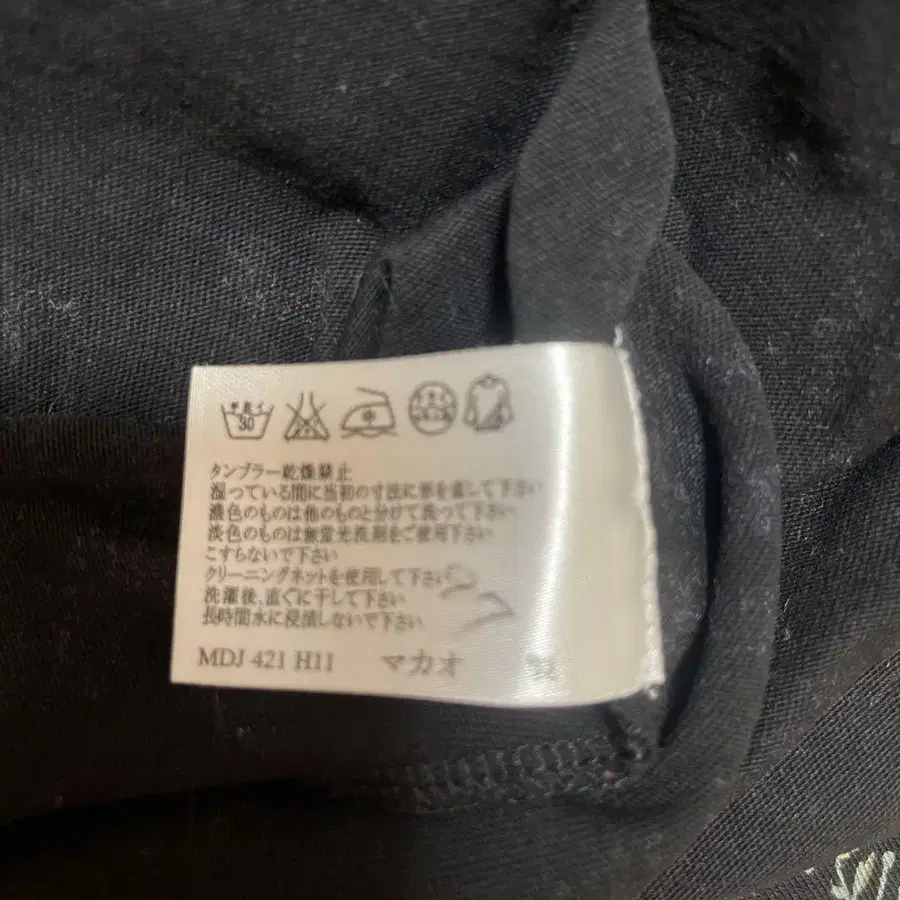 30
タンブラー乾燥禁止
湿っている間に当初の寸法に形を直して下さい
濃色のものは他のものと分けて洗って下さい
淡色のものは無蛍光洗剤をご使用下さい
こすらないで下さい
クリーニングネットを使用して下さい
洗濯後、直ぐに干して下さい
長時間水に浸漬しないで下さい
MDJ 421 H11 マカオ